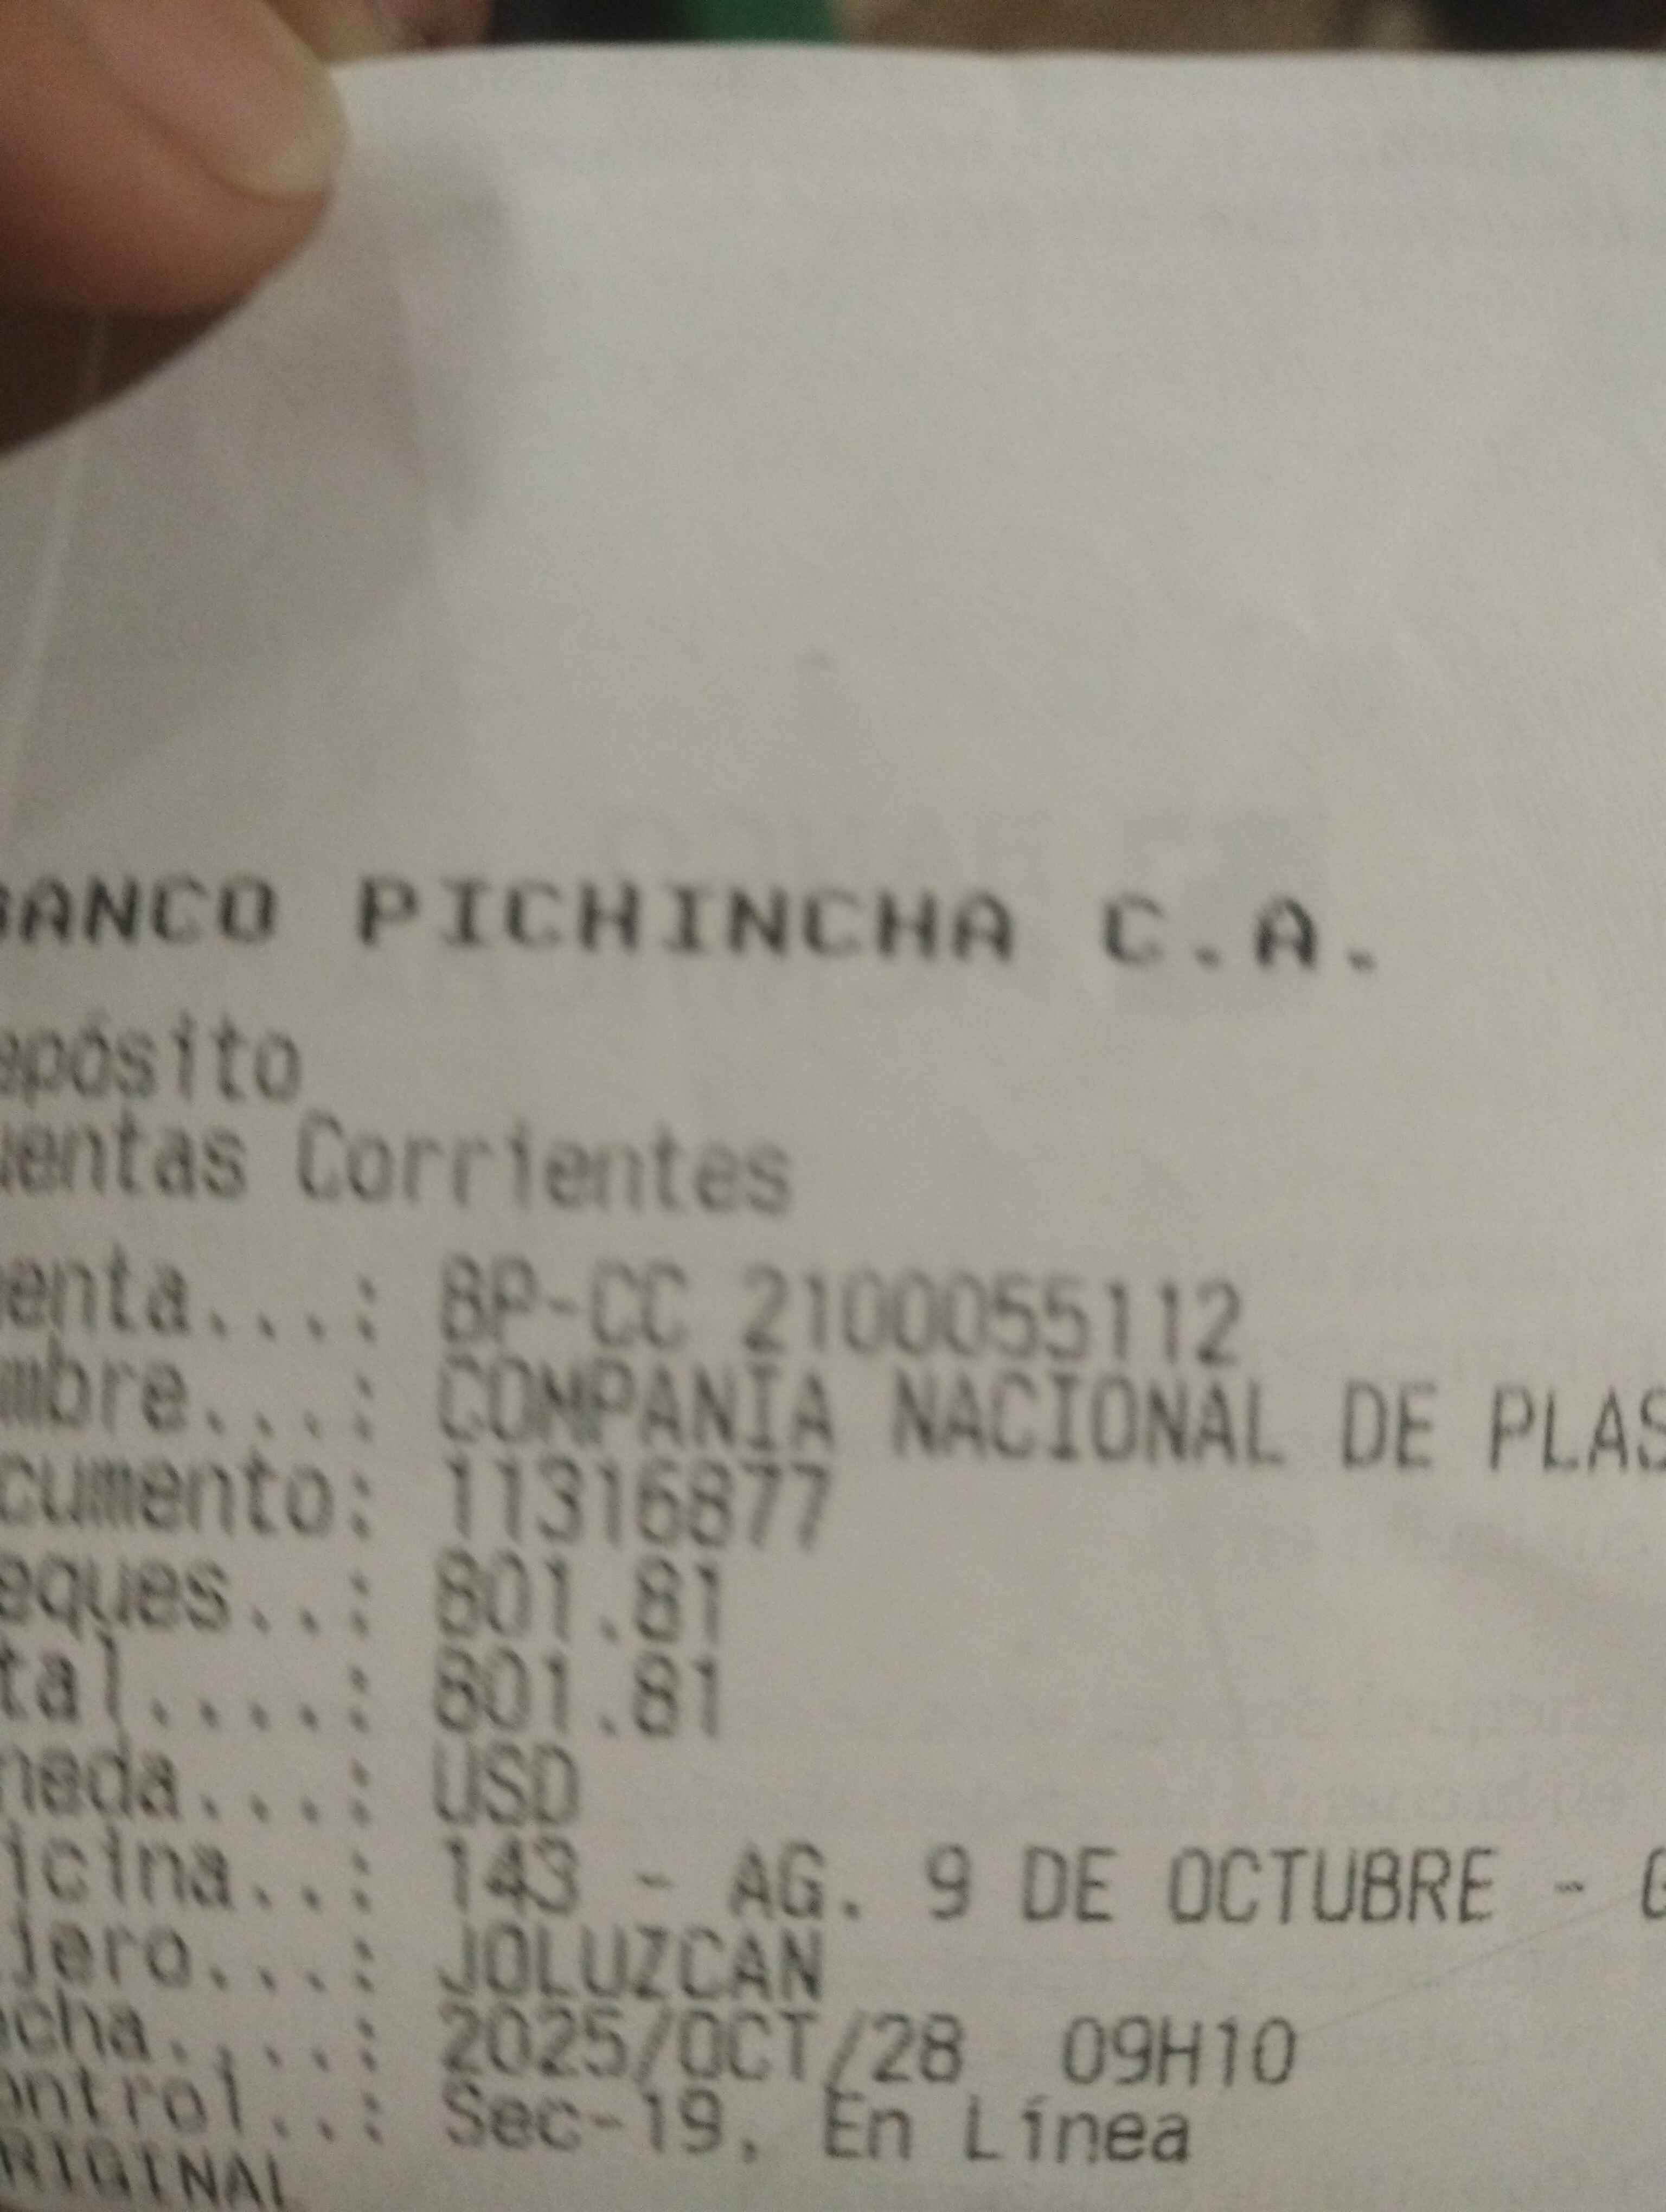 BANCO PICHINCHA C.A.
epósito
uentas Corrientes
enta...: BP-CC 2100055112
mbre...: COMPANIA NACIONAL DE PLAS
cumento: 11316877
eques..: 801.81
tal....: 801.81
neda...: USD
icina..: 143 - AG. 9 DE OCTUBRE - G
jero...: JOLUZCAN
echa....: 2025/OCT/28 09H10
ontrol..: Sec-19, En Línea
RIGINAL